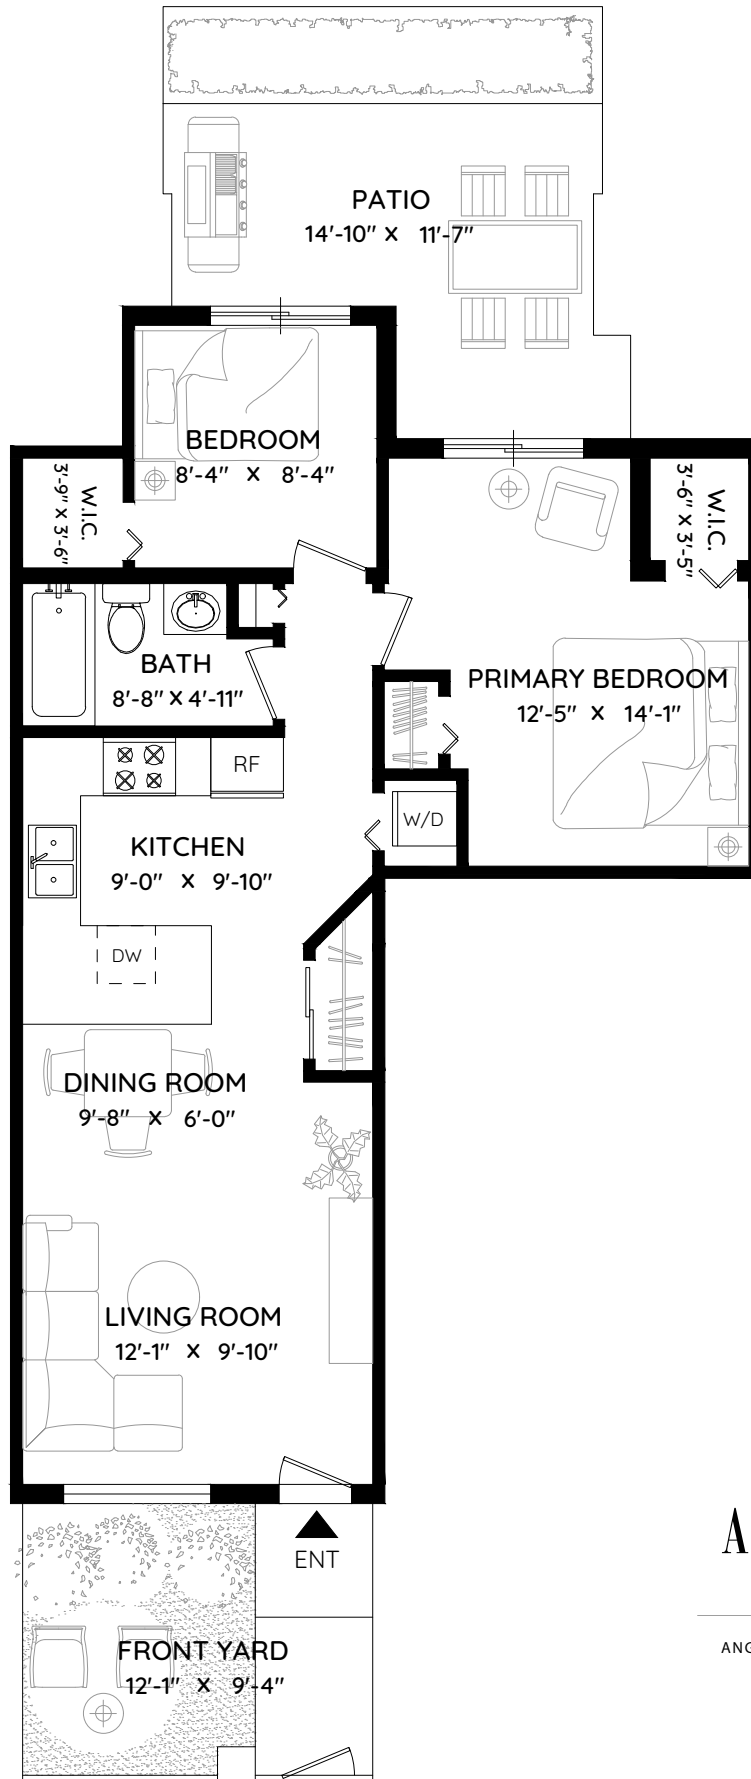 PATIO
14'-10" X 11'-7"
BEDROOM
8'-4" X 8'-4"
W.I.C.
3'-9" X 3'-6"
W.I.C.
3'-6" X 3'-5"
BATH
8'-8" X 4'-11"
PRIMARY BEDROOM
12'-5" X 14'-1"
RF
W/D
KITCHEN
9'-0" X 9'-10"
DW
DINING ROOM
9'-8" X 6'-0"
LIVING ROOM
12'-1" X 9'-10"
ENT
A
FRONT YARD
12'-1" X 9'-4"
ANG